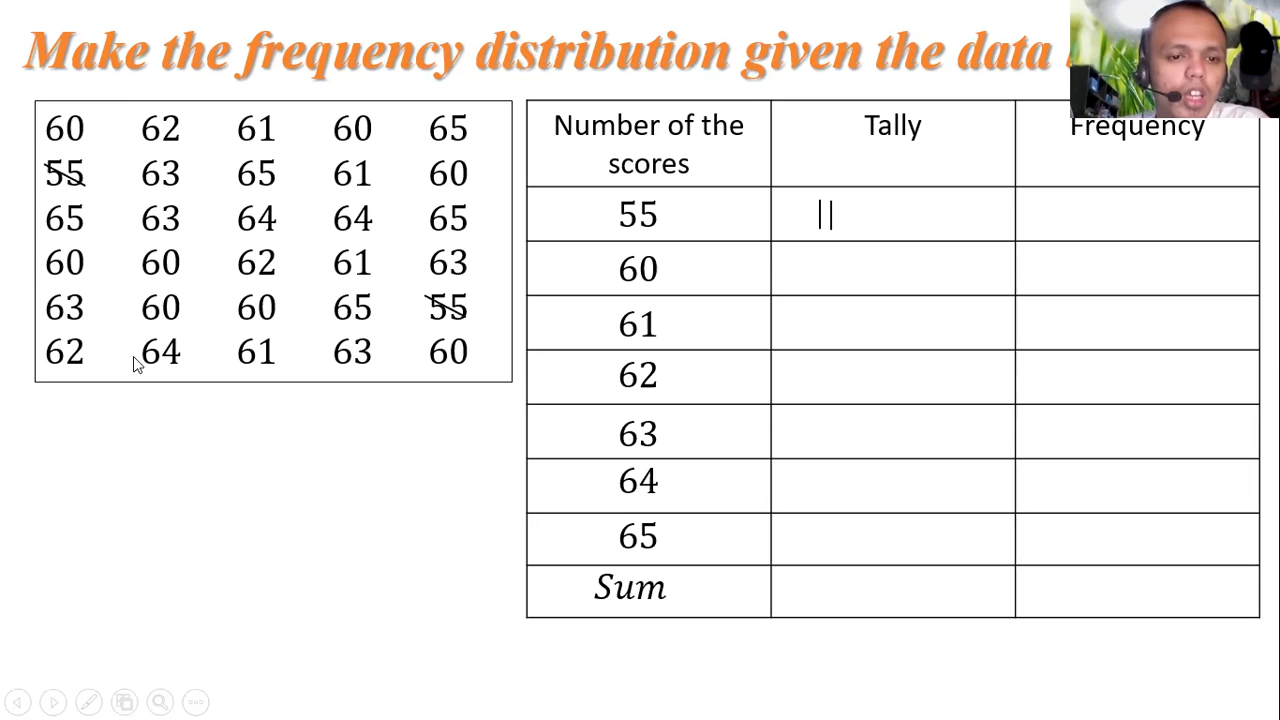 Make the frequency distribution given the data
60 62 61 60 65
55 63 65 61 60
65 63 64 64 65
60 60 62 61 63
63 60 60 65 55
62 64 61 63 60
Number of the scores Tally Frequency
55 ||
60
61
62
63
64
65
Sum